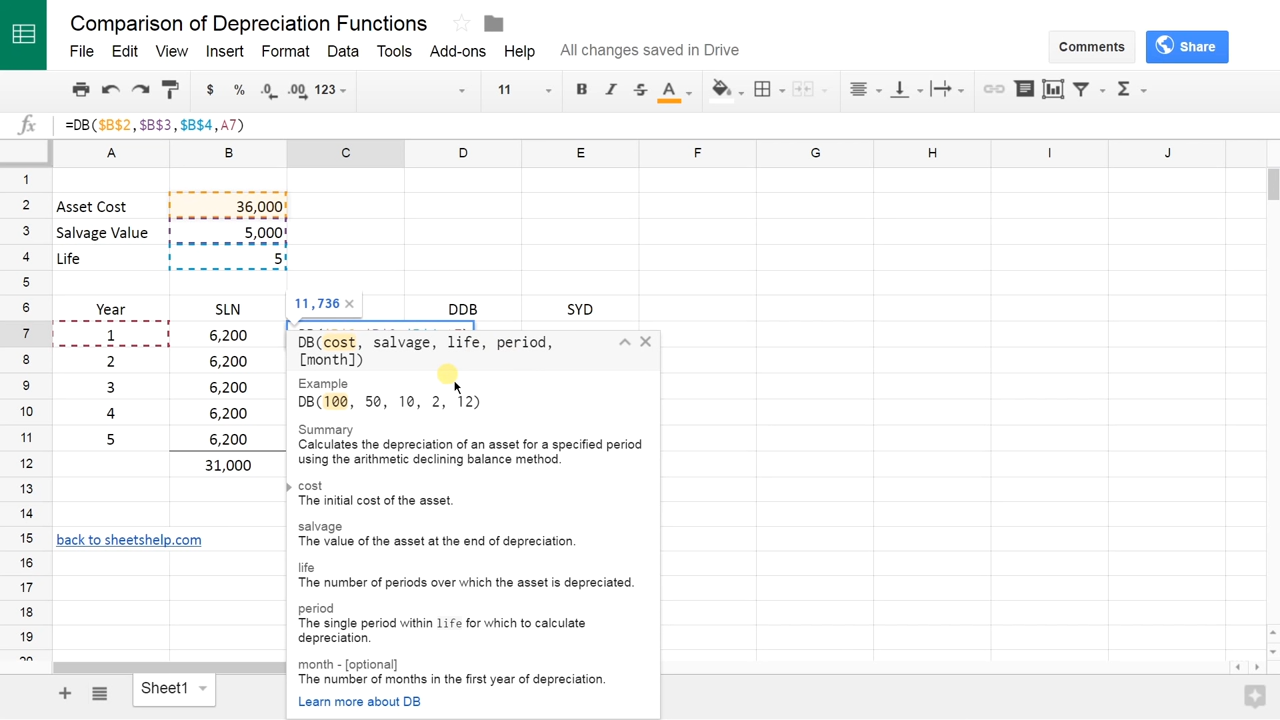 Comparison of Depreciation Functions
File Edit View Insert Format Data Tools Add-ons Help All changes saved in Drive
Comments Share
$ % .0 .00 123 11 B I S A Σ
fx =DB($B$2,$B$3,$B$4,A7)
A B C D E F G H I J
1
2 Asset Cost 36,000
3 Salvage Value 5,000
4 Life 5
5
6 Year SLN DDB SYD
11,736 ×
7 1 6,200
8 2 6,200
9 3 6,200
10 4 6,200
11 5 6,200
12 31,000
13
14
15 back to sheetshelp.com
16
17
18
19
DB(cost, salvage, life, period,
[month])
Example
DB(100, 50, 10, 2, 12)
Summary
Calculates the depreciation of an asset for a specified period
using the arithmetic declining balance method.
cost
The initial cost of the asset.
salvage
The value of the asset at the end of depreciation.
life
The number of periods over which the asset is depreciated.
period
The single period within life for which to calculate
depreciation.
month - [optional]
The number of months in the first year of depreciation.
Learn more about DB
Sheet1